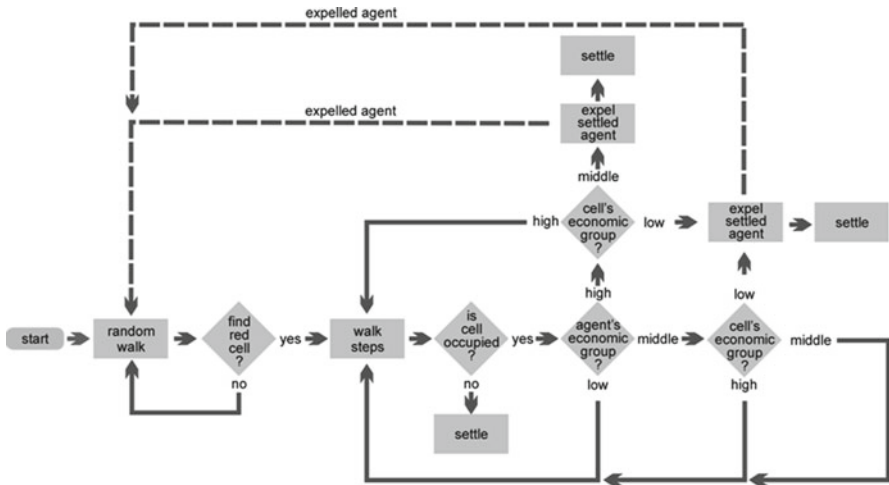 expelled agent
settle
expelled agent
expel
settled
agent
middle
high
cell's
economic
group
?
low
expel
settled
agent
settle
high
low
start
random
walk
find
red
cell
?
yes
walk
steps
is
cell
occupied
?
yes
agent's
economic
group
?
middle
cell's
economic
group
?
middle
no
no
low
high
settle